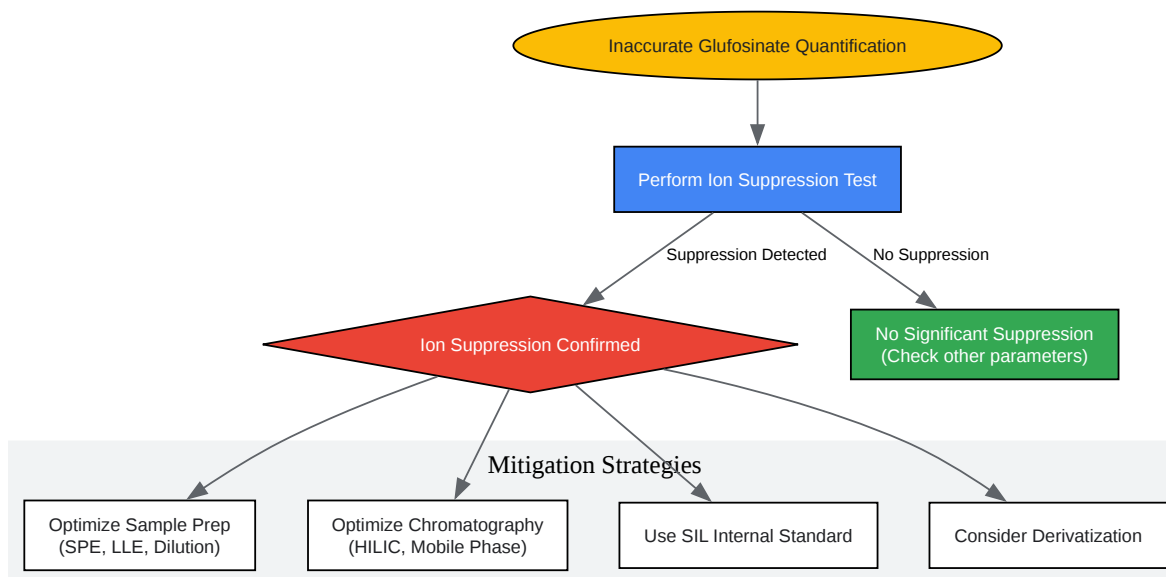 Inaccurate Glufosinate Quantification
Perform Ion Suppression Test
Suppression Detected
No Suppression
Ion Suppression Confirmed
No Significant Suppression
(Check other parameters)
Mitigation Strategies
Optimize Sample Prep
(SPE, LLE, Dilution)
Optimize Chromatography
(HILIC, Mobile Phase)
Use SIL Internal Standard
Consider Derivatization